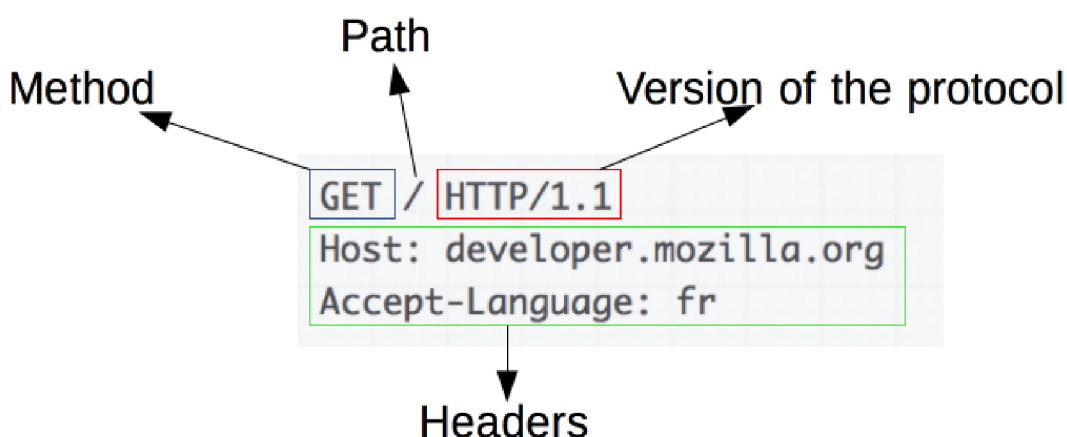 Path
Method
Version of the protocol
GET / HTTP/1.1
Host: developer.mozilla.org
Accept-Language: fr
Headers